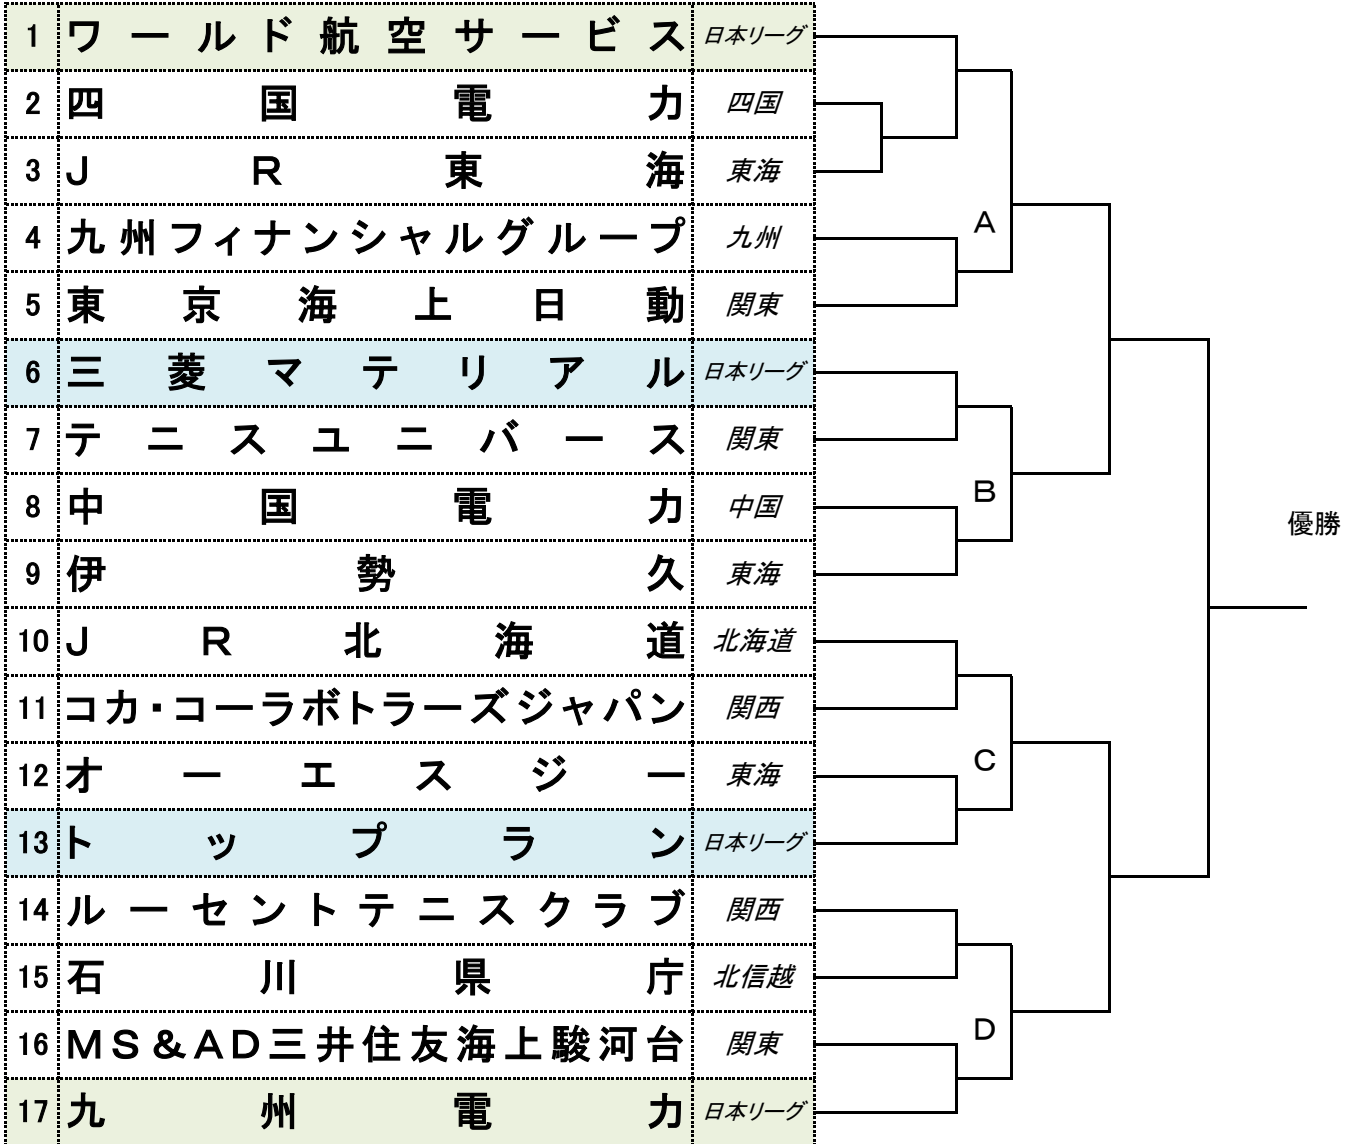 1 ワールド航空サービス 日本リーグ
2 四国電力 四国
3 JR東海 東海
4 九州フィナンシャルグループ 九州
A
5 東京海上日動 関東
6 三菱マテリアル 日本リーグ
7 テニスユニバース 関東
8 中国電力 中国
B
優勝
9 伊勢久 東海
10 JR北海道 北海道
11 コカ・コーラボトラーズジャパン 関西
12 オーエスジー 東海
C
13 トップラン 日本リーグ
14 ルーセントテニスクラブ 関西
15 石川県庁 北信越
16 MS&AD三井住友海上駿河台 関東
D
17 九州電力 日本リーグ